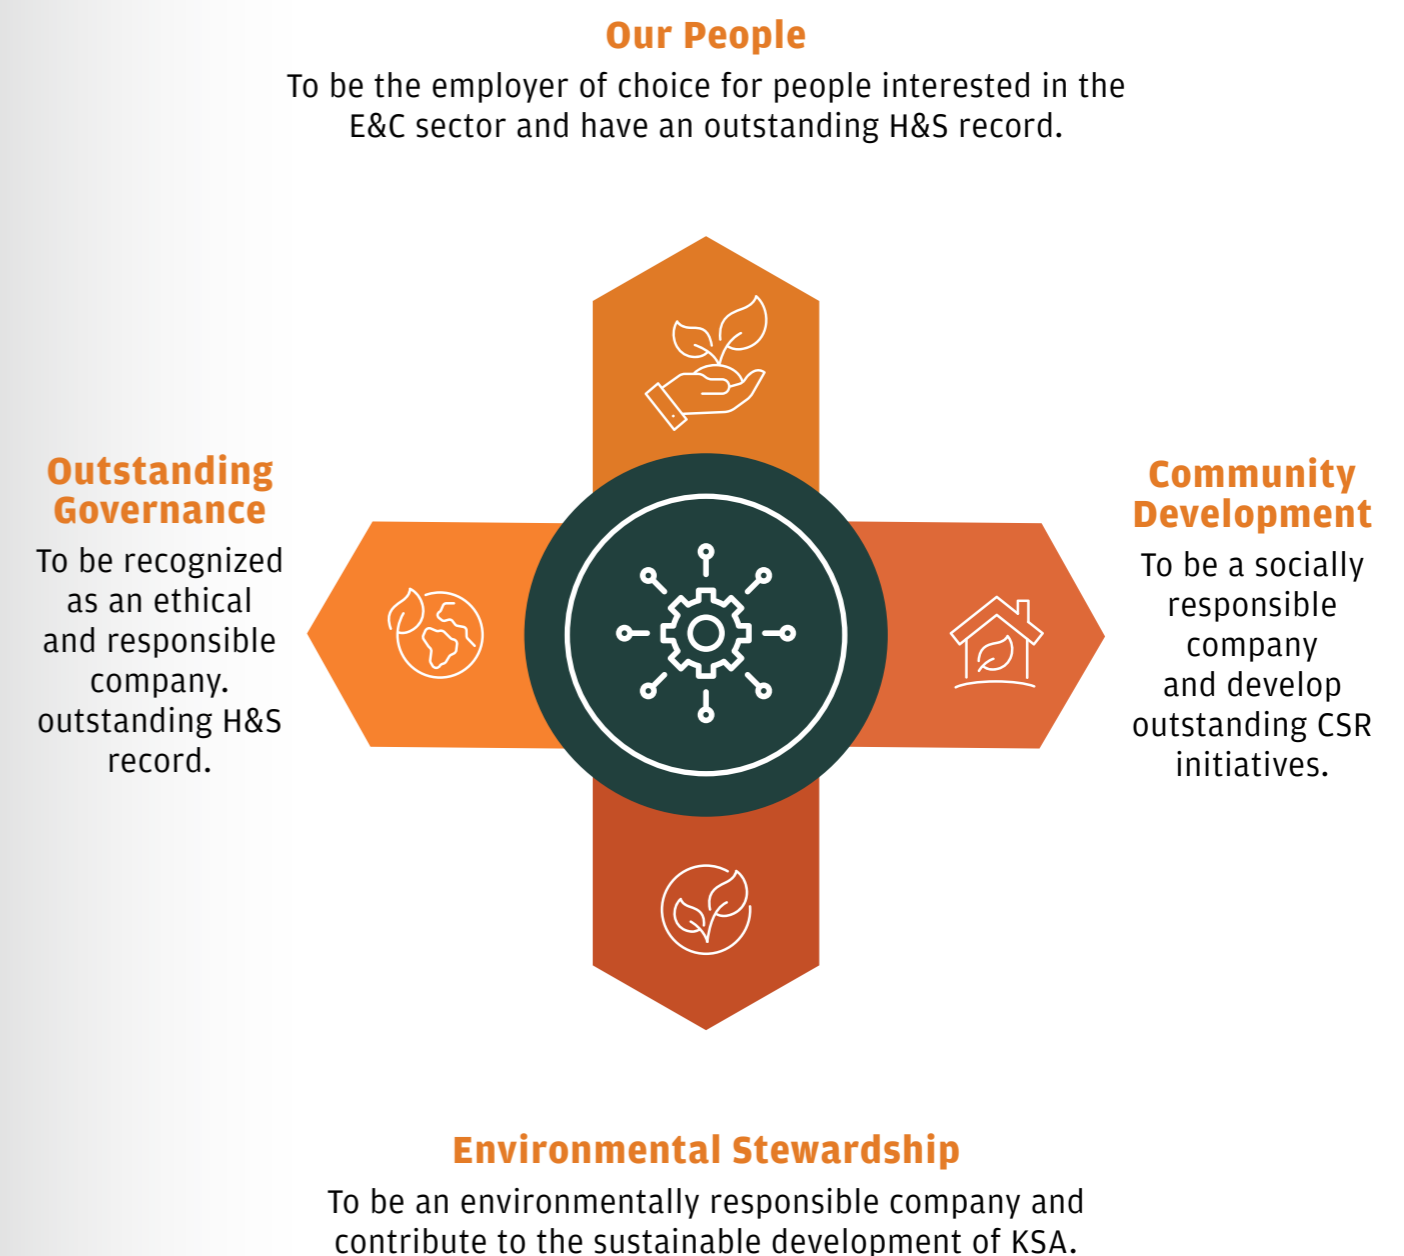 Our People
To be the employer of choice for people interested in the
E&C sector and have an outstanding H&S record.
Outstanding
Governance
To be recognized
as an ethical
and responsible
company.
outstanding H&S
record.
Community
Development
To be a socially
responsible
company
and develop
outstanding CSR
initiatives.
Environmental Stewardship
To be an environmentally responsible company and
contribute to the sustainable development of KSA.